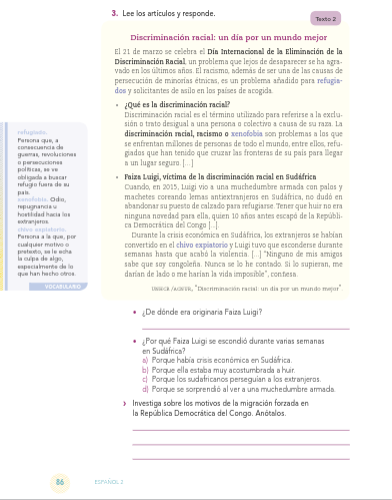 3. Lee los artículos y responde.
Texto 2
Discriminación racial: un día por un mundo mejor
El 21 de marzo se celebra el Día Internacional de la Eliminación de la
Discriminación Racial, un problema que lejos de desaparecer se ha agra-
vado en los últimos años. El racismo, además de ser una de las causas de
persecución de minorías étnicas, es un problema añadido para refugia-
dos y solicitantes de asilo en los países de acogida.
• ¿Qué es la discriminación racial?
Discriminación racial es el término utilizado para referirse a la exclu-
sión o trato desigual a una persona o colectivo a causa de su raza. La
discriminación racial, racismo o xenofobia son problemas a los que
se enfrentan millones de personas de todo el mundo, entre ellos, refu-
giados que han tenido que cruzar las fronteras de su país para llegar
a un lugar seguro. [...]
• Faiza Luigi, víctima de la discriminación racial en Sudáfrica
Cuando, en 2015, Luigi vio a una muchedumbre armada con palos y
machetes coreando lemas antiextranjeros en Sudáfrica, no dudó en
abandonar su puesto de calzado para refugiarse. Tener que huir no era
ninguna novedad para ella, quien 10 años antes escapó de la Repúbli-
ca Democrática del Congo [...].
Durante la crisis económica en Sudáfrica, los extranjeros se habían
convertido en el chivo expiatorio y Luigi tuvo que esconderse durante
semanas hasta que acabó la violencia. [...] “Ninguno de mis amigos
sabe que soy congoleña. Nunca se lo he contado. Si lo supieran, me
darían de lado o me harían la vida imposible”, confiesa.
UNHCR/ACNUR, “Discriminación racial: un día por un mundo mejor”.
refugiado.
Persona que, a
consecuencia de
guerras, revoluciones
o persecuciones
políticas, se ve
obligada a buscar
refugio fuera de su
país.
xenofobia. Odio,
repugnancia u
hostilidad hacia los
extranjeros.
chivo expiatorio.
Persona a la que, por
cualquier motivo o
pretexto, se le echa
la culpa de algo,
especialmente de lo
que han hecho otros.
VOCABULARIO
• ¿De dónde era originaria Faiza Luigi?
• ¿Por qué Faiza Luigi se escondió durante varias semanas
en Sudáfrica?
a) Porque había crisis económica en Sudáfrica.
b) Porque ella estaba muy acostumbrada a huir.
c) Porque los sudafricanos perseguían a los extranjeros.
d) Porque se sorprendió al ver a una muchedumbre armada.
› Investiga sobre los motivos de la migración forzada en
la República Democrática del Congo. Anótalos.
86 ESPAÑOL 2